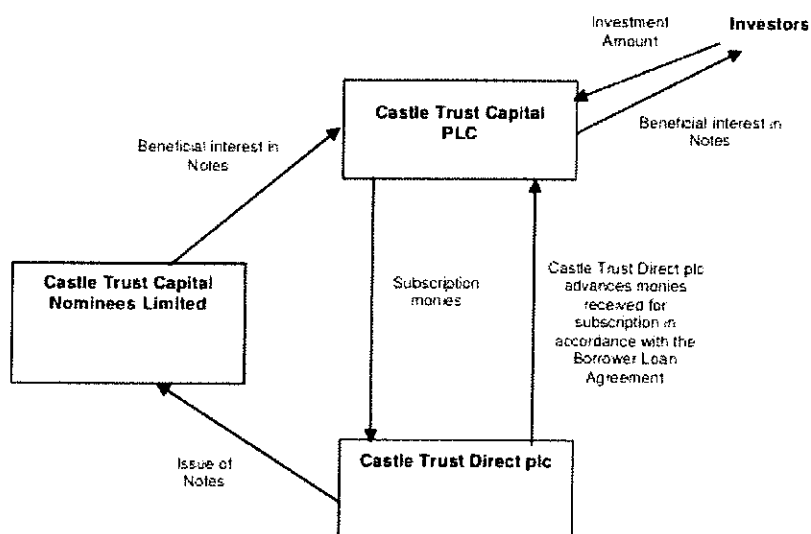 Investment
Amount
Investors
Castle Trust Capital
PLC
Beneficial interest in
Notes
Beneficial interest in
Notes
Castle Trust Capital
Nominees Limited
Subscription
monies
Castle Trust Direct plc
advances monies
received for
subscription in
accordance with the
Borrower Loan
Agreement
Issue of
Notes
Castle Trust Direct plc